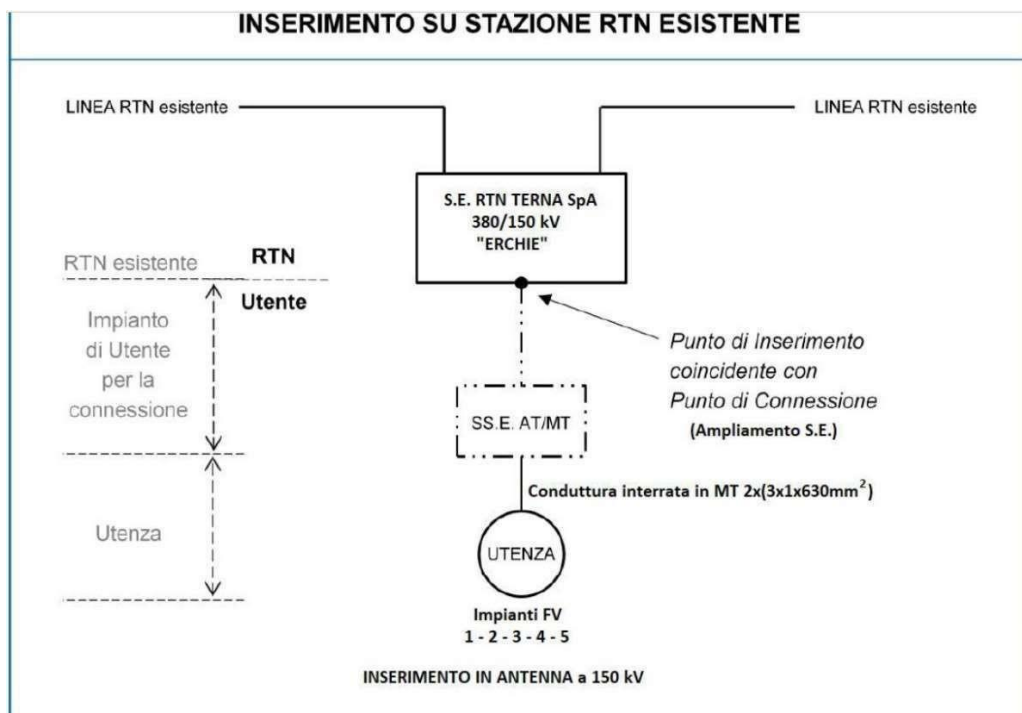 INSERIMENTO SU STAZIONE RTN ESISTENTE
LINEA RTN esistente
LINEA RTN esistente
S.E. RTN TERNA SpA
380/150 kV
"ERCHIE"
RTN esistente
RTN
Utente
Impianto
di Utente
per la
connessione
Punto di Inserimento
coincidente con
Punto di Connessione
(Ampliamento S.E.)
SS.E. AT/MT
Conduttura interrata in MT 2x(3x1x630mm²)
Utenza
UTENZA
Impianti FV
1 - 2 - 3 - 4 - 5
INSERIMENTO IN ANTENNA a 150 kV